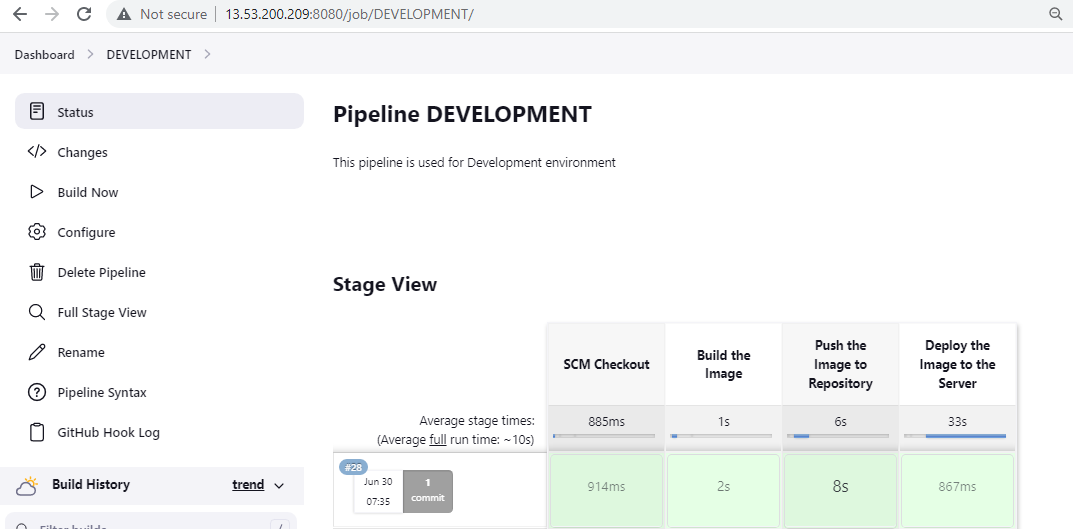 Not secure 13.53.200.209:8080/job/DEVELOPMENT/
Dashboard DEVELOPMENT
Status
Changes
Build Now
Configure
Delete Pipeline
Full Stage View
Rename
Pipeline Syntax
GitHub Hook Log
Build History trend
Filter builds... /
Pipeline DEVELOPMENT
This pipeline is used for Development environment
Stage View
SCM Checkout
Build the
Image
Push the
Image to
Repository
Deploy the
Image to the
Server
Average stage times:
(Average full run time: ~10s)
885ms 1s 6s 33s
#28
Jun 30
07:35
1
commit
914ms 2s 8s 867ms